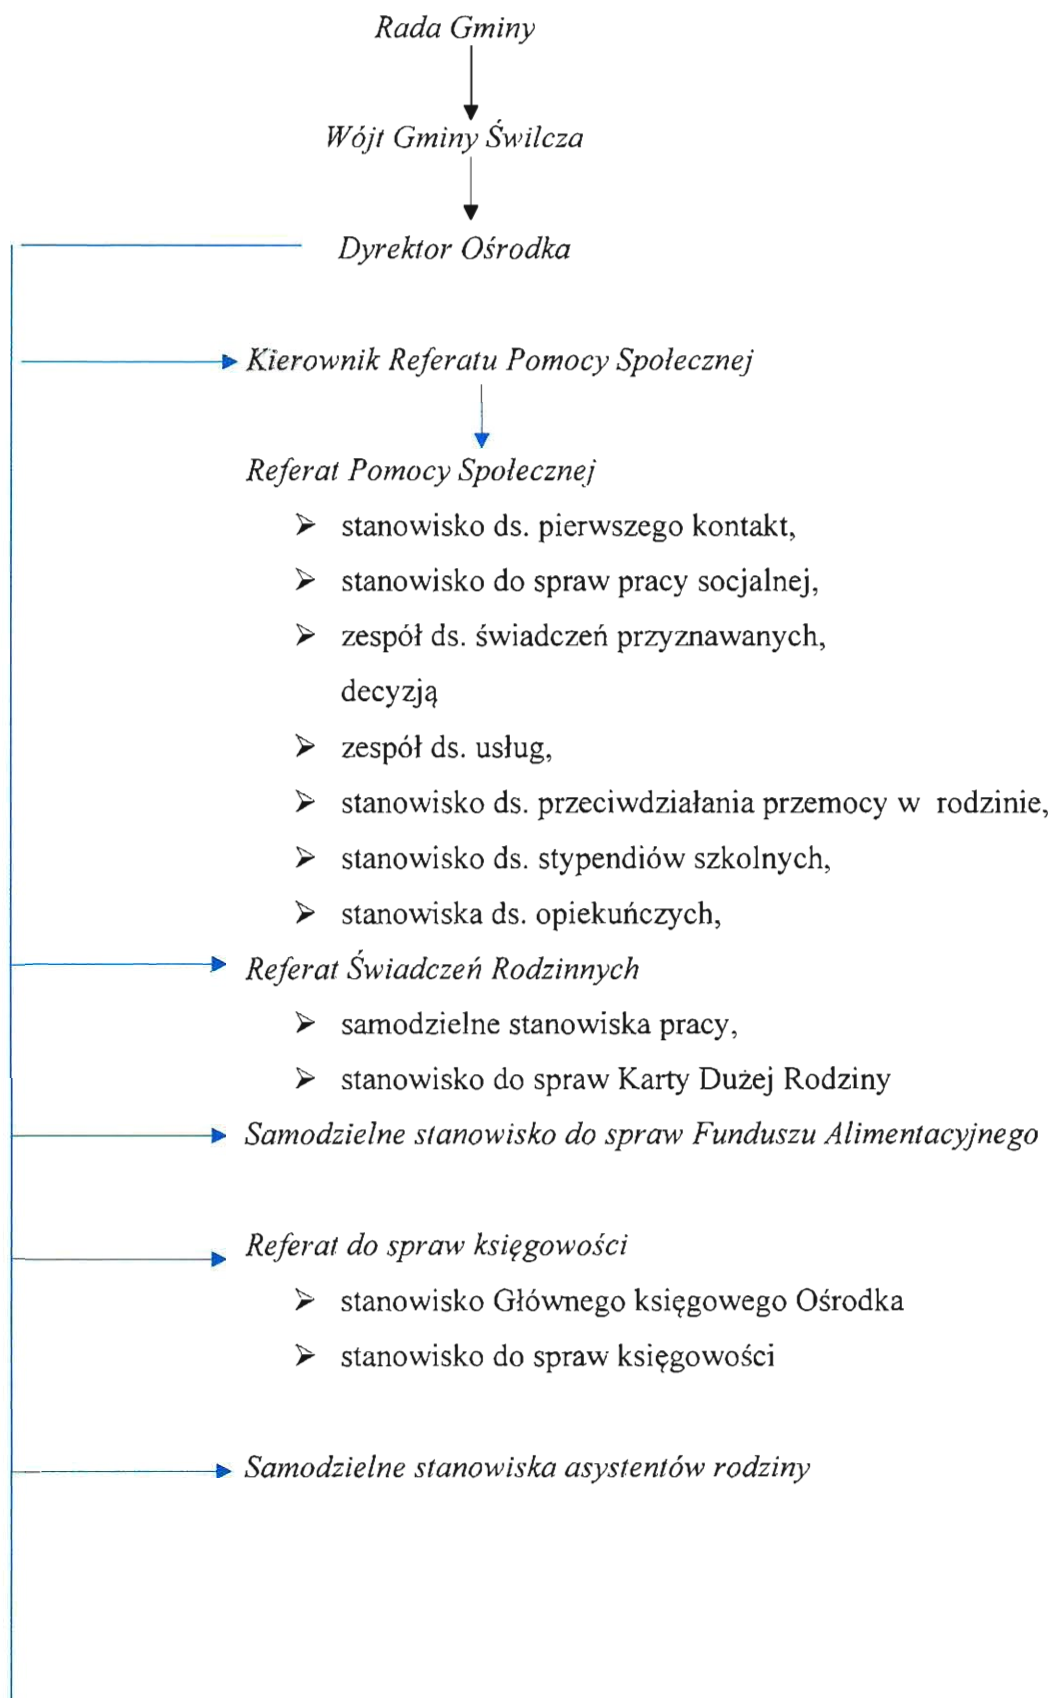 Rada Gminy
Wójt Gminy Świlcza
Dyrektor Ośrodka
Kierownik Referatu Pomocy Społecznej
Referat Pomocy Społecznej
➢ stanowisko ds. pierwszego kontakt,
➢ stanowisko do spraw pracy socjalnej,
➢ zespół ds. świadczeń przyznawanych,
decyzją
➢ zespół ds. usług,
➢ stanowisko ds. przeciwdziałania przemocy w rodzinie,
➢ stanowisko ds. stypendiów szkolnych,
➢ stanowiska ds. opiekuńczych,
Referat Świadczeń Rodzinnych
➢ samodzielne stanowiska pracy,
➢ stanowisko do spraw Karty Dużej Rodziny
Samodzielne stanowisko do spraw Funduszu Alimentacyjnego
Referat do spraw księgowości
➢ stanowisko Głównego księgowego Ośrodka
➢ stanowisko do spraw księgowości
Samodzielne stanowiska asystentów rodziny